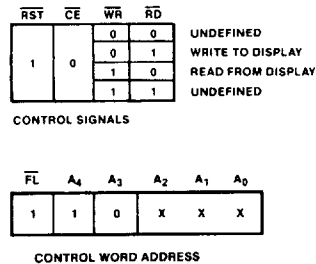 RST CE WR RD
0 0 UNDEFINED
0 1 WRITE TO DISPLAY
1 0
1 0 READ FROM DISPLAY
1 1 UNDEFINED
CONTROL SIGNALS
FL A4 A3 A2 A1 A0
1 1 0 X X X
CONTROL WORD ADDRESS